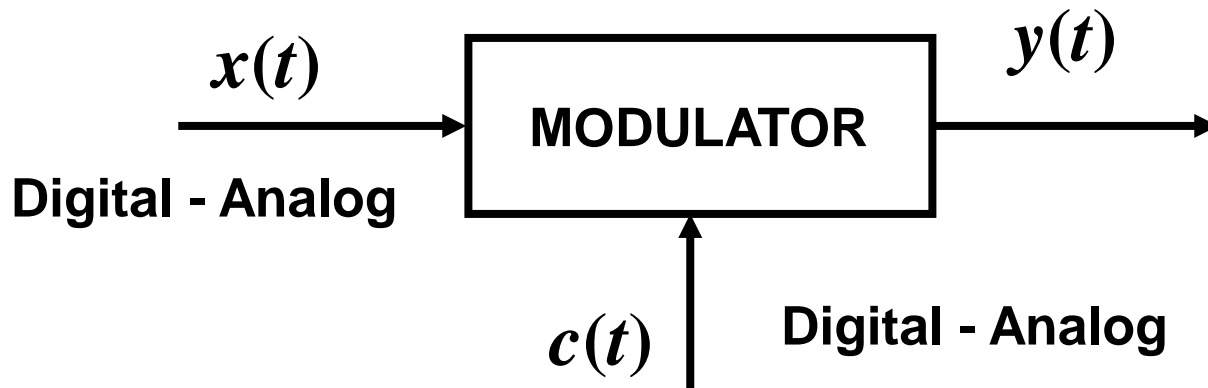 x(t)
y(t)
MODULATOR
Digital - Analog
c(t)
Digital - Analog